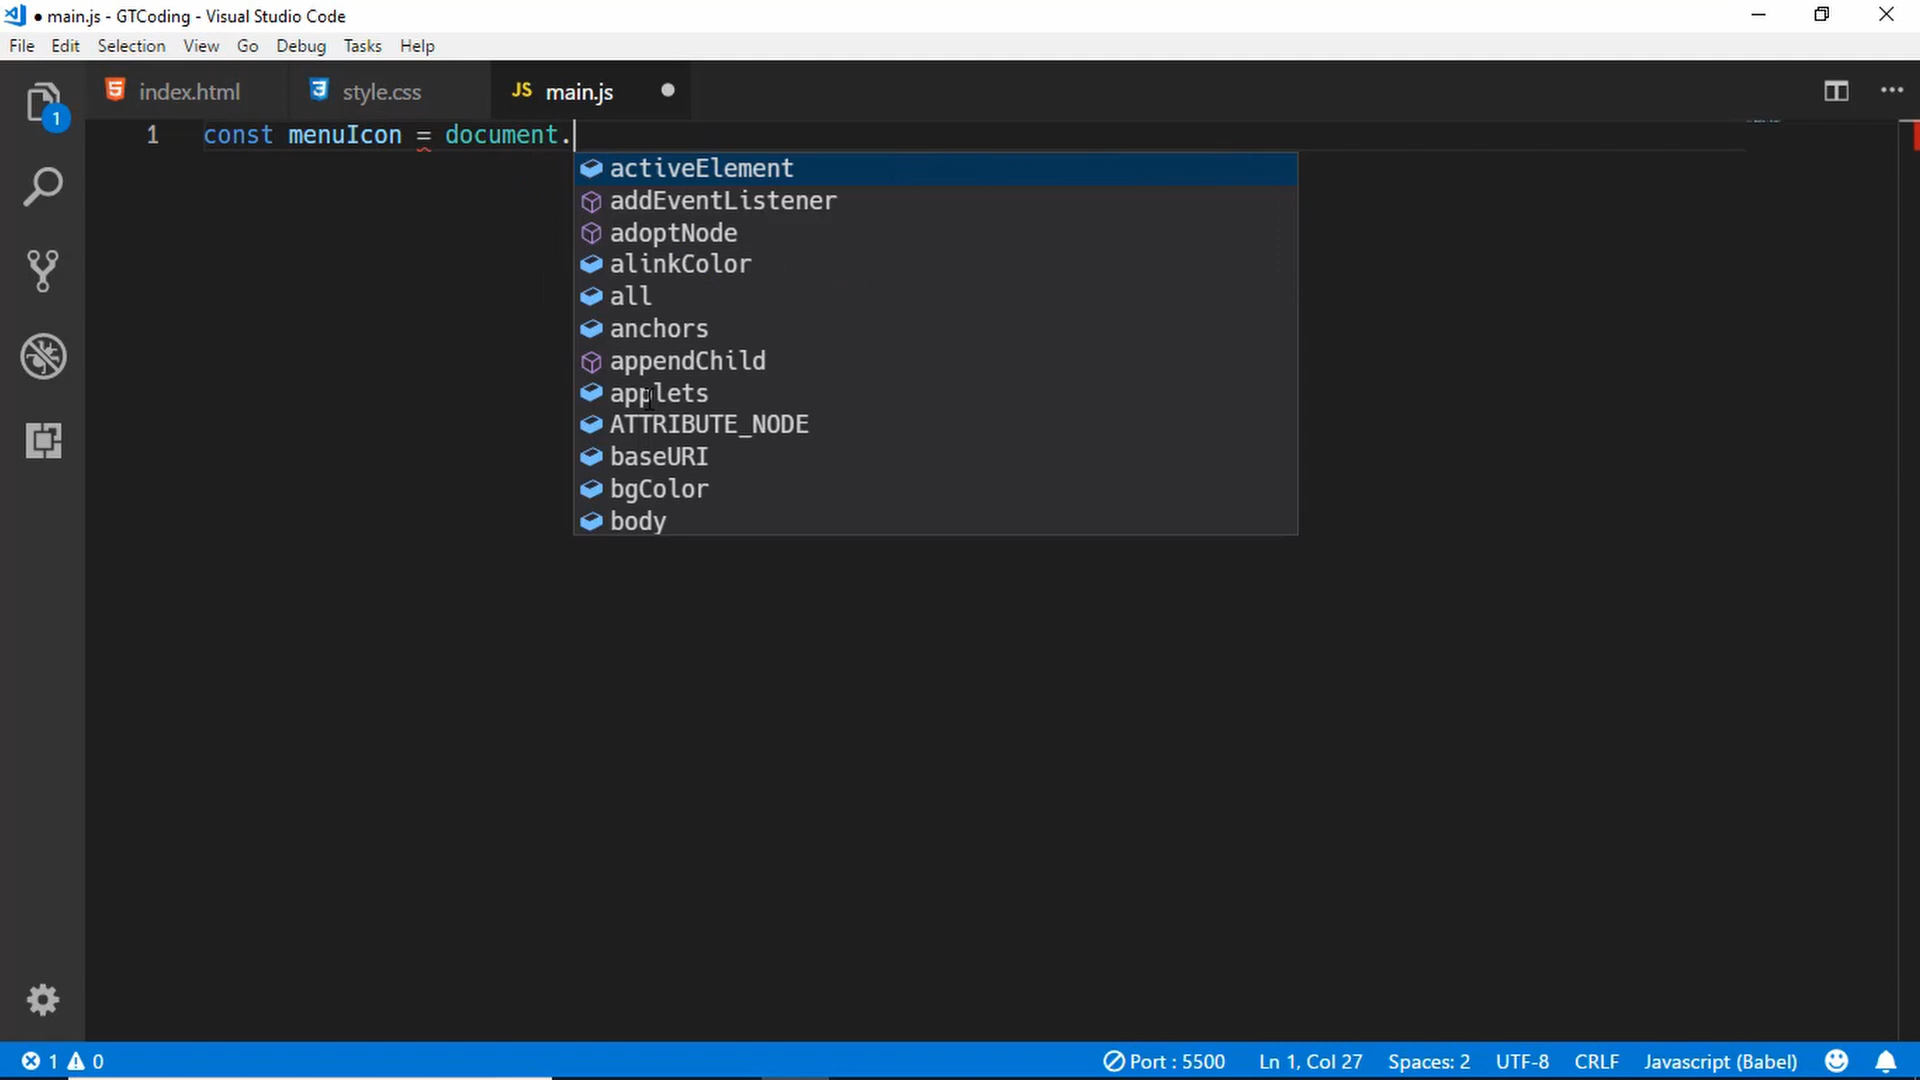 ● main.js - GTCoding - Visual Studio Code
File Edit Selection View Go Debug Tasks Help
index.html style.css JS main.js
1
1 const menuIcon = document.
activeElement
addEventListener
adoptNode
alinkColor
all
anchors
appendChild
applets
ATTRIBUTE_NODE
baseURI
bgColor
body
1 0 Port : 5500 Ln 1, Col 27 Spaces: 2 UTF-8 CRLF Javascript (Babel)